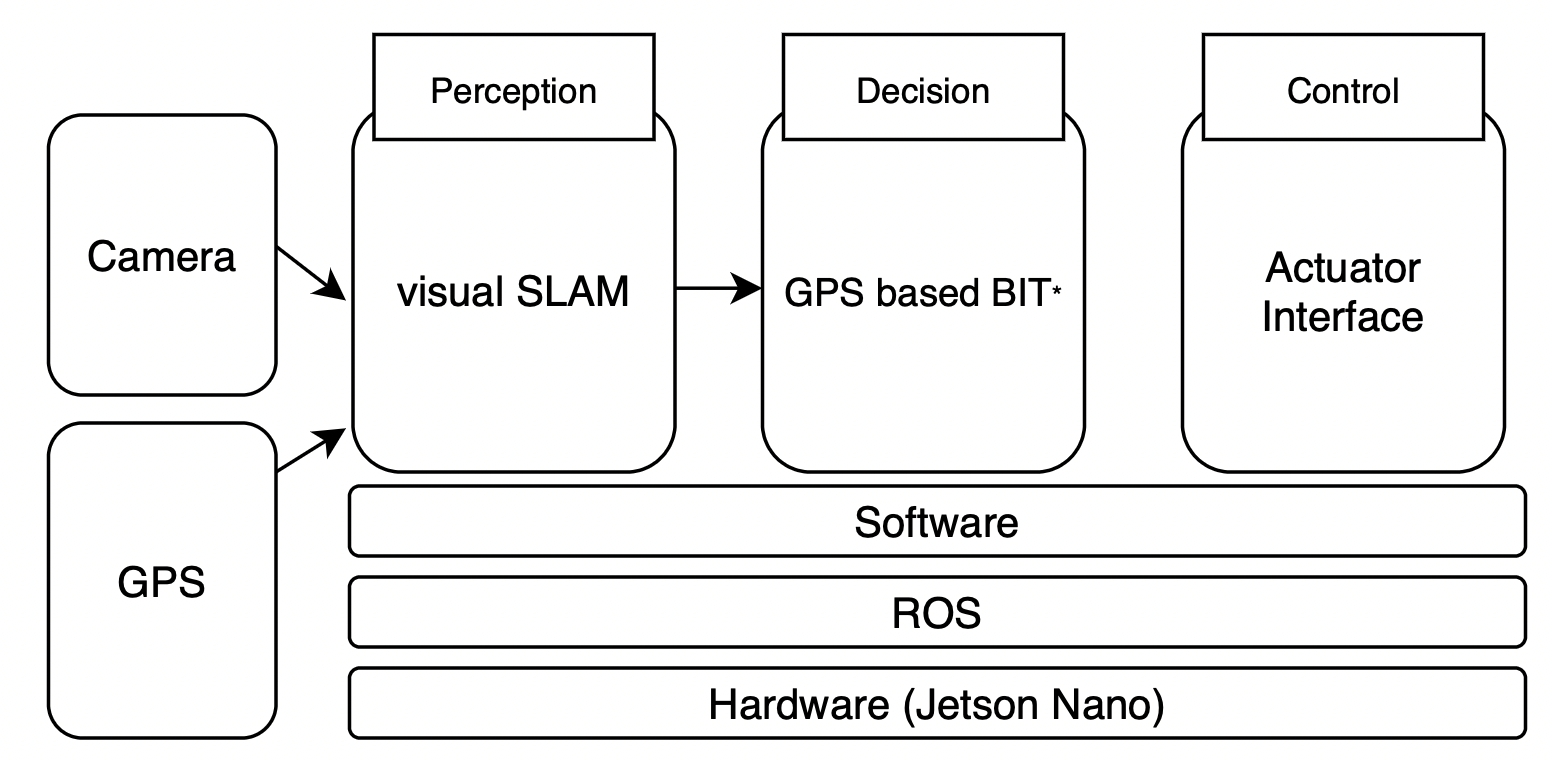 Perception
Decision
Control
Camera
visual SLAM
GPS based BIT*
Actuator
Interface
GPS
Software
ROS
Hardware (Jetson Nano)